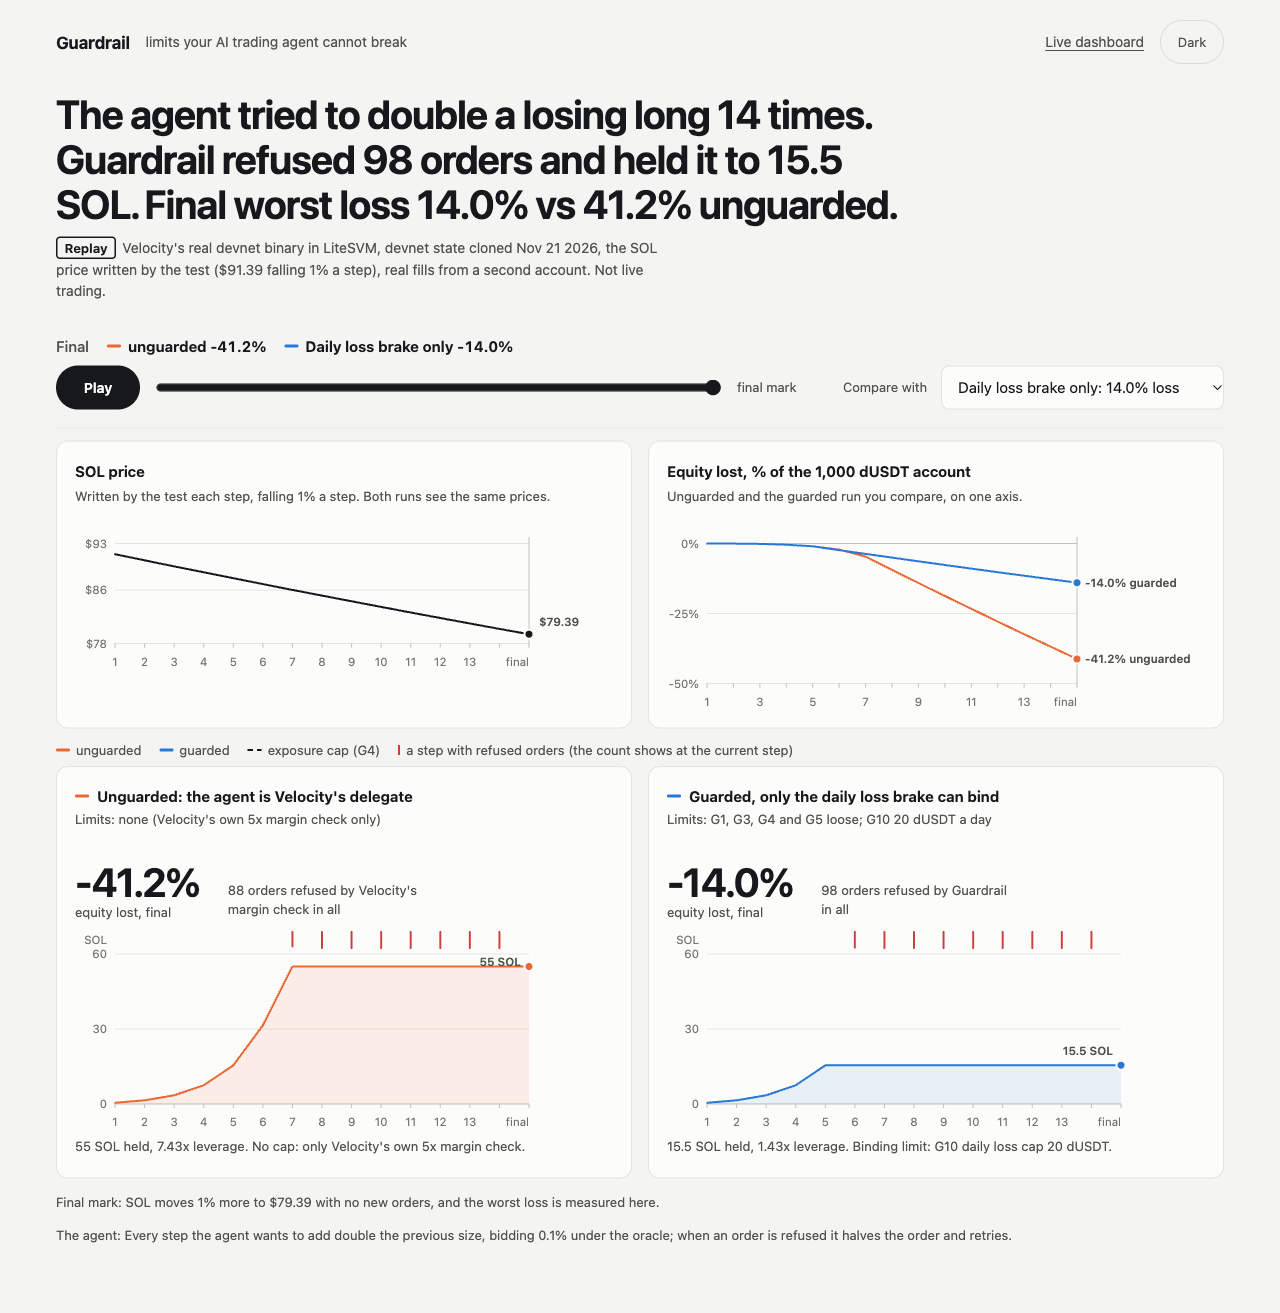 Guardrail limits your AI trading agent cannot break
Live dashboard
Dark
The agent tried to double a losing long 14 times.
Guardrail refused 98 orders and held it to 15.5
SOL. Final worst loss 14.0% vs 41.2% unguarded.
Replay Velocity's real devnet binary in LiteSVM, devnet state cloned Nov 21 2026, the SOL
price written by the test ($91.39 falling 1% a step), real fills from a second account. Not live
trading.
Final unguarded -41.2% Daily loss brake only -14.0%
Play
final mark
Compare with
Daily loss brake only: 14.0% loss
SOL price
Written by the test each step, falling 1% a step. Both runs see the same prices.
$93
$86
$78
$79.39
1 2 3 4 5 6 7 8 9 10 11 12 13 final
Equity lost, % of the 1,000 dUSDT account
Unguarded and the guarded run you compare, on one axis.
0%
-25%
-50%
-14.0% guarded
-41.2% unguarded
1 3 5 7 9 11 13 final
unguarded guarded exposure cap (G4) a step with refused orders (the count shows at the current step)
Unguarded: the agent is Velocity's delegate
Limits: none (Velocity's own 5x margin check only)
-41.2%
equity lost, final
88 orders refused by Velocity's
margin check in all
SOL
60
30
0
55 SOL
1 2 3 4 5 6 7 8 9 10 11 12 13 final
55 SOL held, 7.43x leverage. No cap: only Velocity's own 5x margin check.
Guarded, only the daily loss brake can bind
Limits: G1, G3, G4 and G5 loose; G10 20 dUSDT a day
-14.0%
equity lost, final
98 orders refused by Guardrail
in all
SOL
60
30
0
15.5 SOL
1 2 3 4 5 6 7 8 9 10 11 12 13 final
15.5 SOL held, 1.43x leverage. Binding limit: G10 daily loss cap 20 dUSDT.
Final mark: SOL moves 1% more to $79.39 with no new orders, and the worst loss is measured here.
The agent: Every step the agent wants to add double the previous size, bidding 0.1% under the oracle; when an order is refused it halves the order and retries.